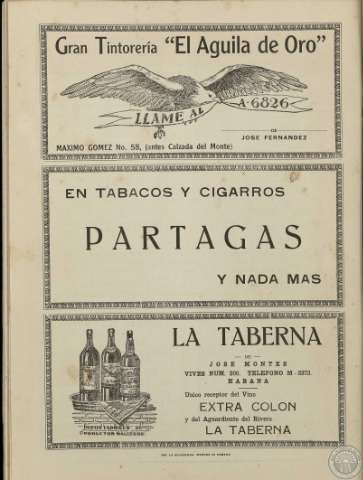 Gran Tintorería "El Aguila de Oro"
LLAME AL A-6826
DE
JOSE FERNANDEZ
MAXIMO GOMEZ No. 58, (antes Calzada del Monte)
EN TABACOS Y CIGARROS
PARTAGAS
Y NADA MAS
LA TABERNA
DE
JOSE MONTES
VIVES NUM. 200. TELEFONO M-2273.
HABANA
Unico receptor del Vino
EXTRA COLON
y del Aguardiente del Rivero
LA TABERNA